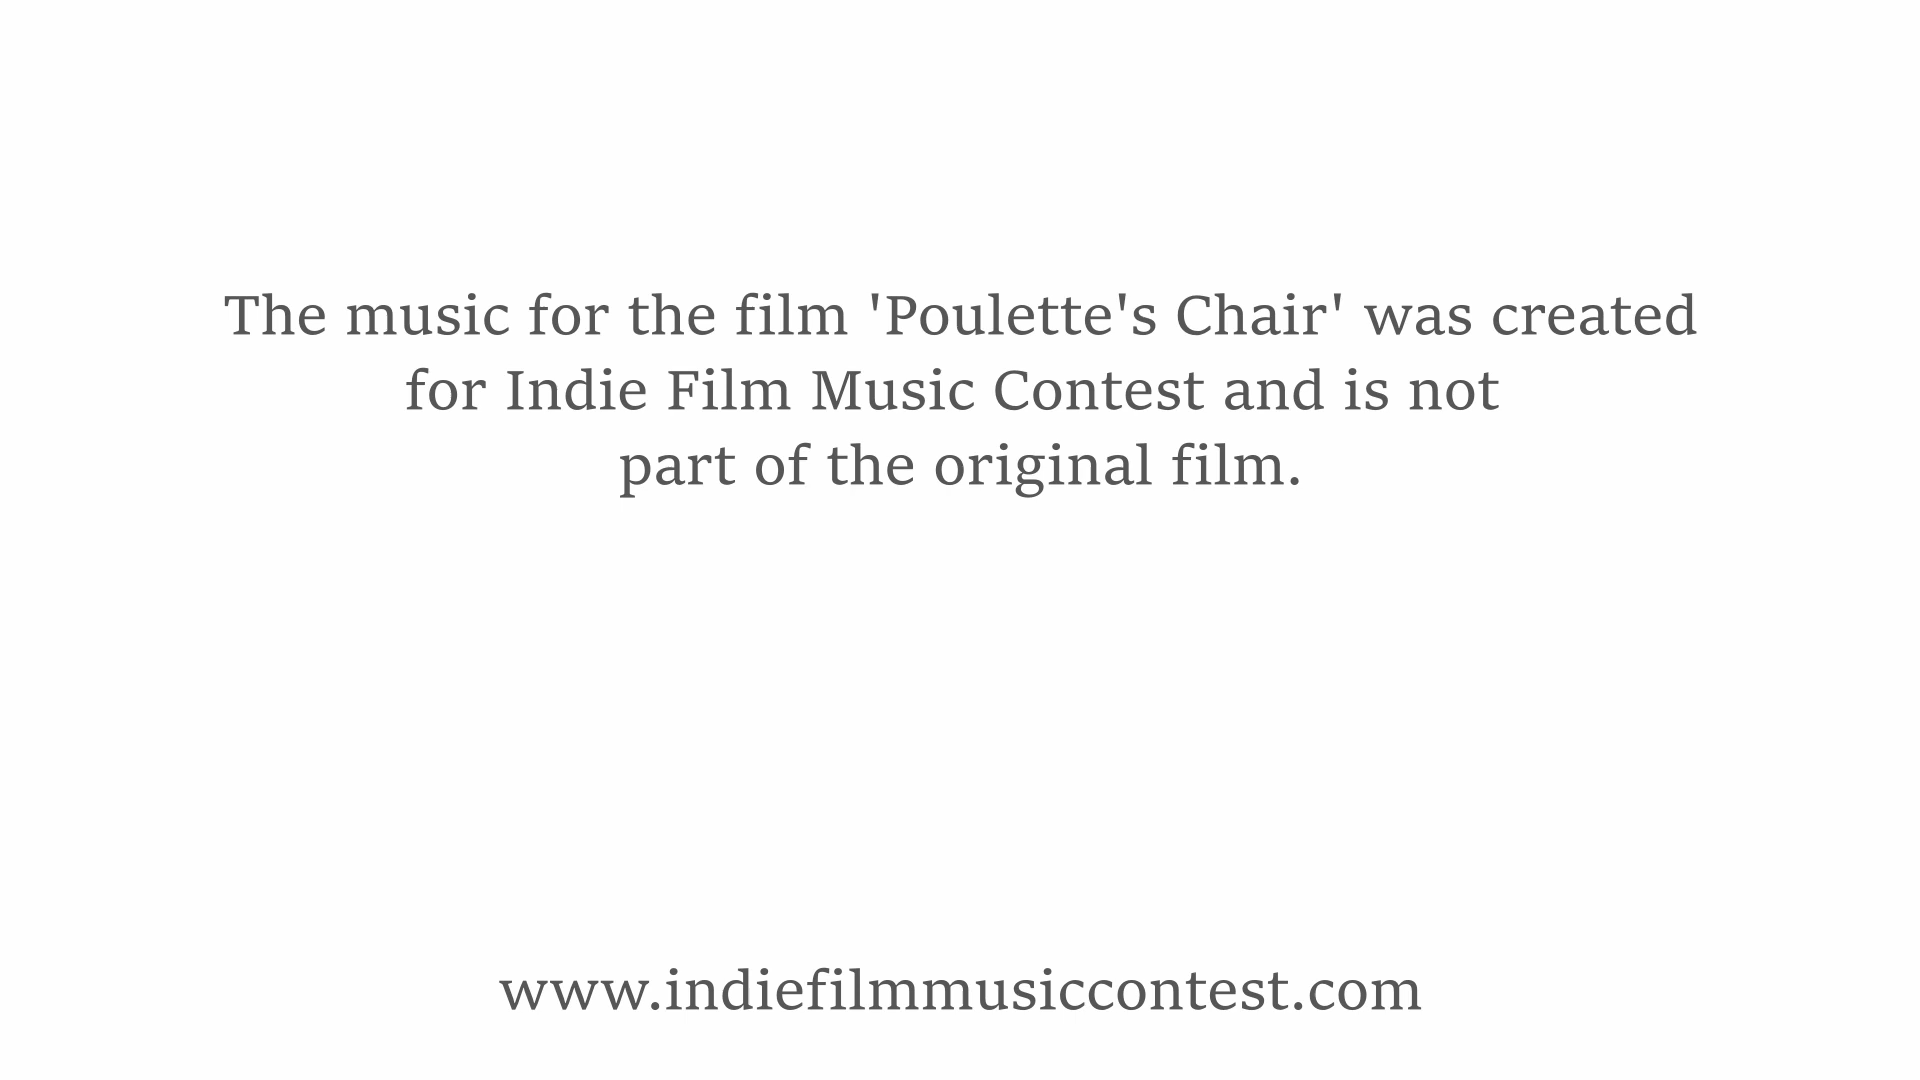 The music for the film 'Poulette's Chair' was created
for Indie Film Music Contest and is not
part of the original film.
www.indiefilmmusiccontest.com